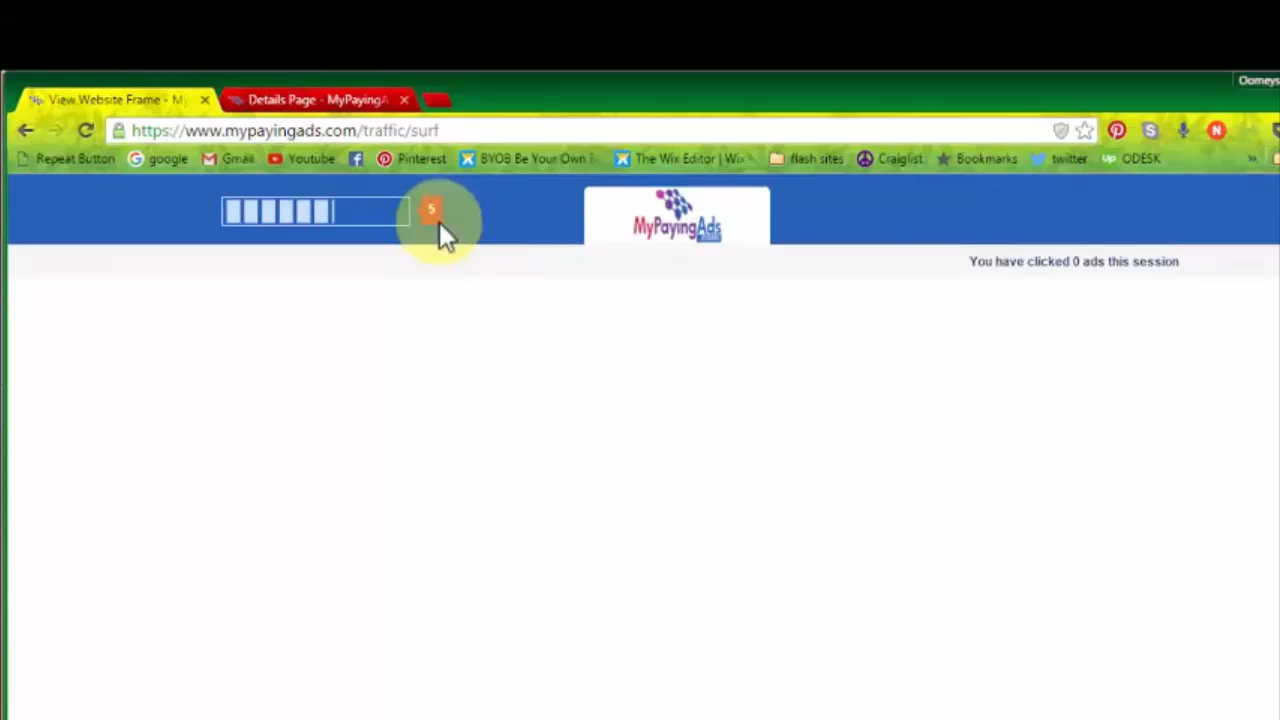 Oomeys
View Website Frame - My
Details Page - MyPayingA
https://www.mypayingads.com/traffic/surf
N
Repeat Button google Gmail Youtube Pinterest BYOB Be Your Own B The Wix Editor | Wix flash sites Craiglist Bookmarks twitter Up ODESK »
5
MyPayingAds
You have clicked 0 ads this session